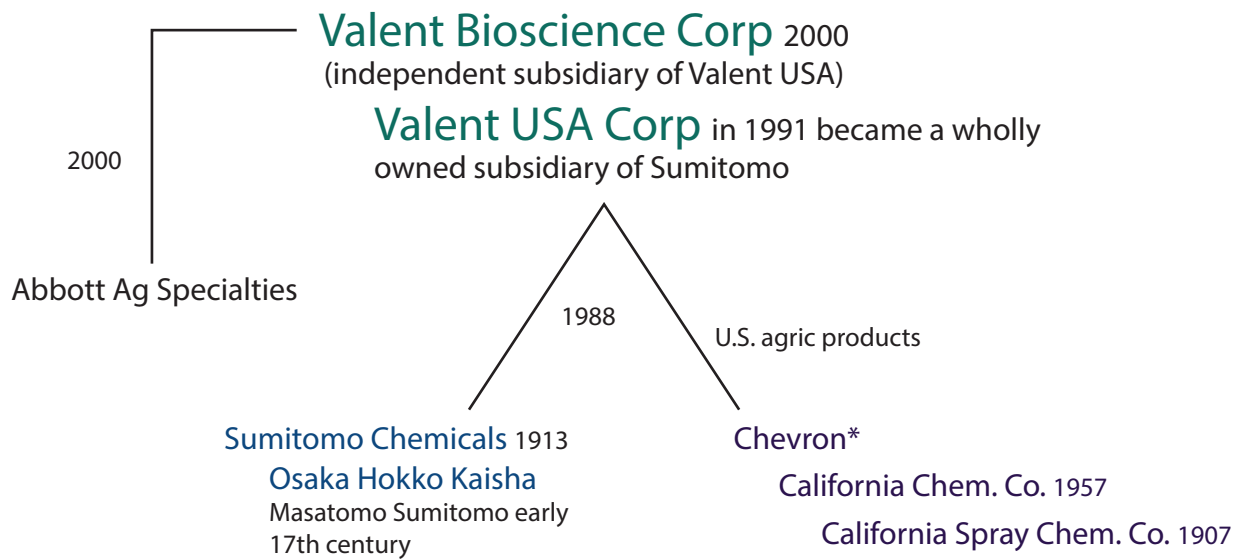 Valent Bioscience Corp 2000
(independent subsidiary of Valent USA)
Valent USA Corp in 1991 became a wholly
owned subsidiary of Sumitomo
2000
Abbott Ag Specialties
1988
U.S. agric products
Sumitomo Chemicals 1913
Osaka Hokko Kaisha
Masatomo Sumitomo early
17th century
Chevron*
California Chem. Co. 1957
California Spray Chem. Co. 1907